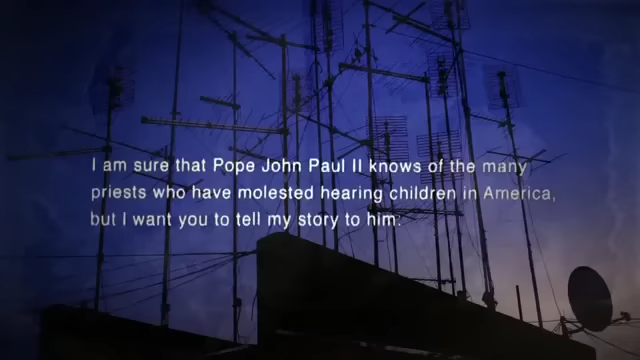 I am sure that Pope John Paul II knows of the many
priests who have molested hearing children in America,
but I want you to tell my story to him.